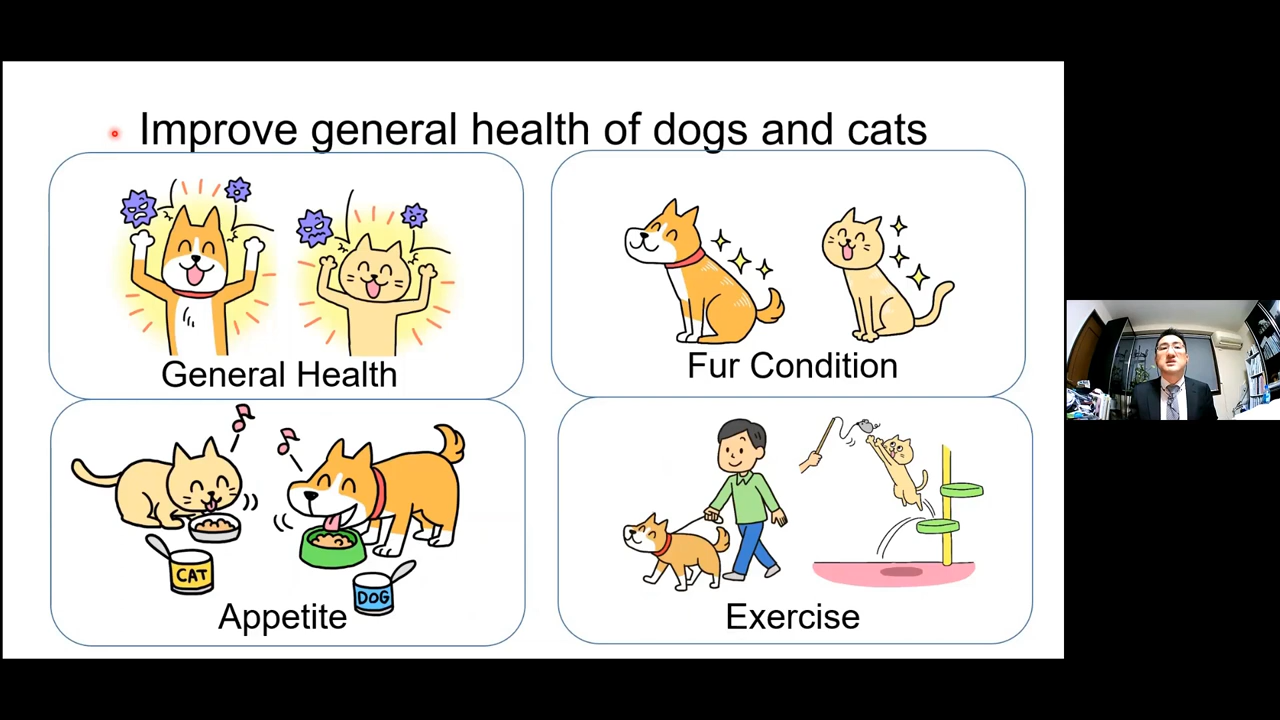 Improve general health of dogs and cats
General Health
Fur Condition
CAT
DOG
Appetite
Exercise